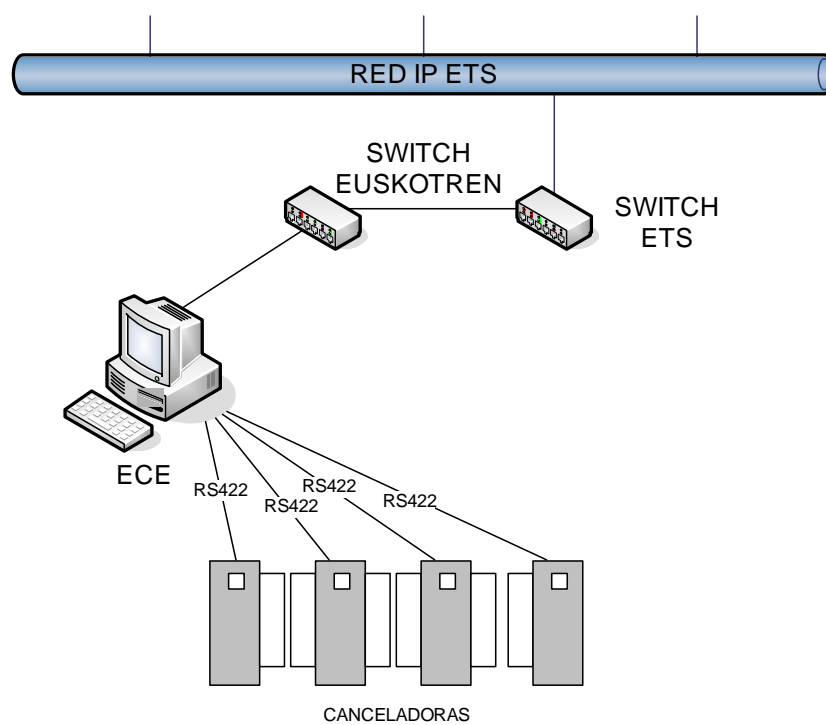 RED IP ETS
SWITCH
EUSKOTREN
SWITCH
ETS
ECE
RS422
RS422
RS422
RS422
CANCELADORAS